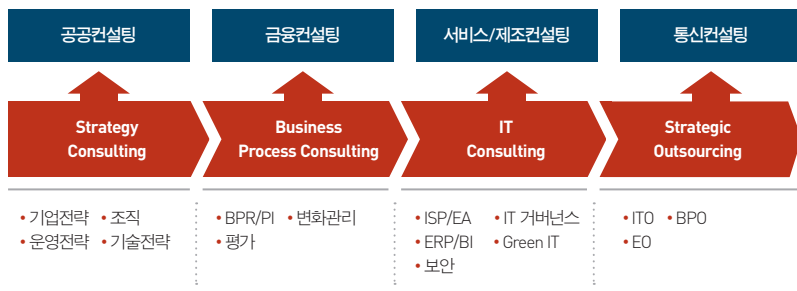 공공컨설팅
금융컨설팅
서비스/제조컨설팅
통신컨설팅
Strategy
Consulting
Business
Process Consulting
IT
Consulting
Strategic
Outsourcing
• 기업전략 • 조직
• 운영전략 • 기술전략
• BPR/PI • 변화관리
• 평가
• ISP/EA • IT 거버넌스
• ERP/BI • Green IT
• 보안
• ITO • BPO
• EO